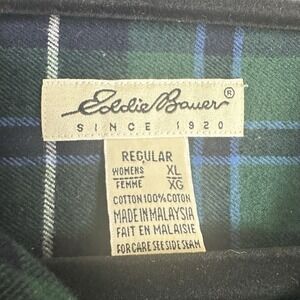 Eddie Bauer®
SINCE 1920
REGULAR
WOMENS XL
FEMME XG
COTTON 100% COTON
MADE IN MALAYSIA
FAIT EN MALAISIE
FOR CARE SEE SIDE SEAM